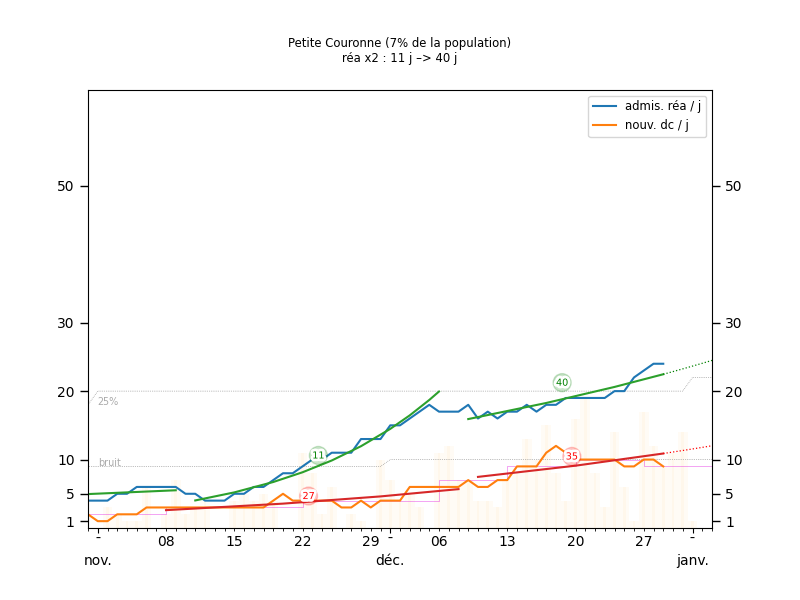 Petite Couronne (7% de la population)
réa x2 : 11 j –> 40 j
admis. réa / j
nouv. dc / j
50
50
30
30
20
20
25%
10
10
bruit
5
5
1
1
11
27
40
35
- 08 15 22 29 - 06 13 20 27 -
nov. déc. janv.